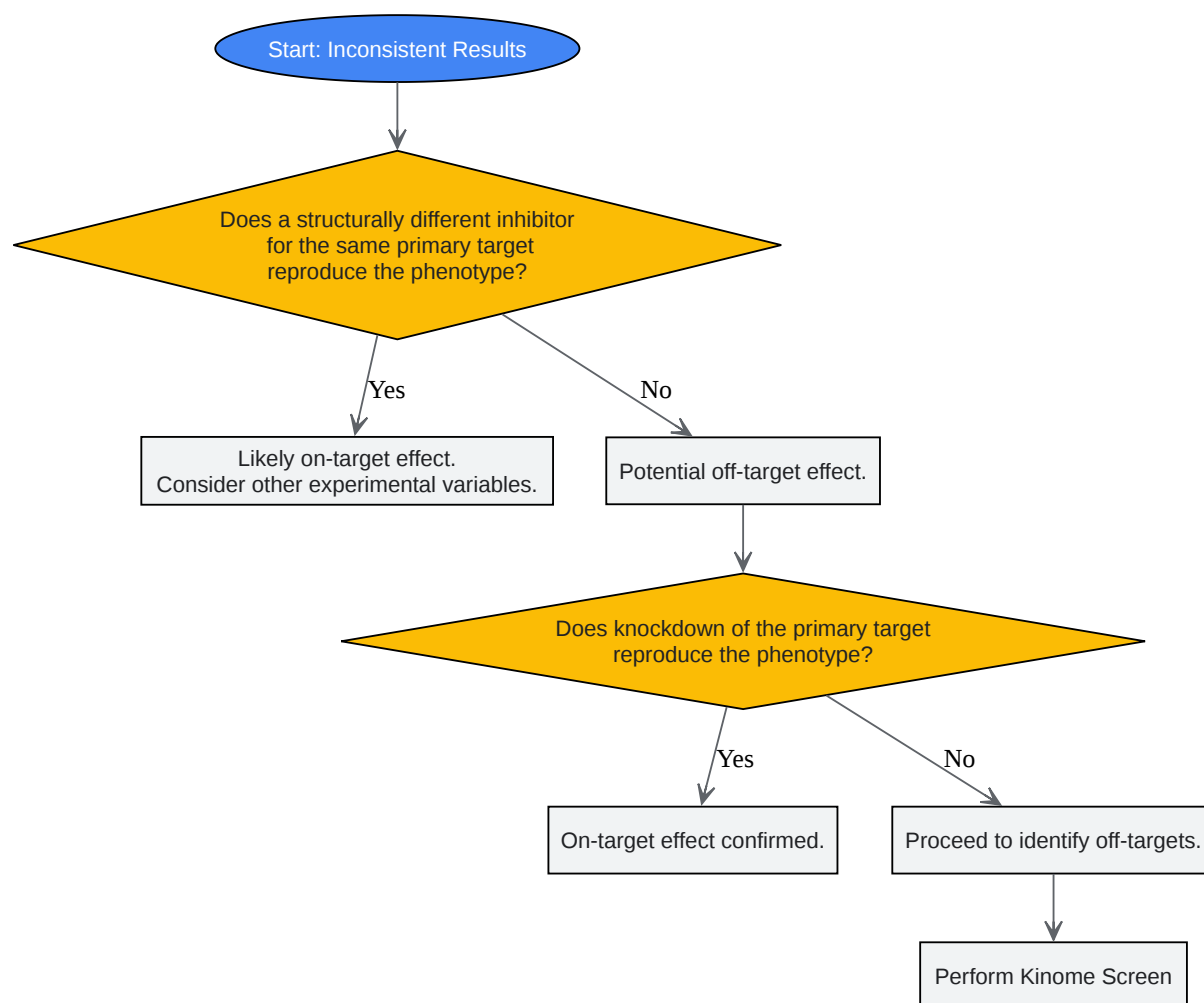 Start: Inconsistent Results
Does a structurally different inhibitor
for the same primary target
reproduce the phenotype?
Yes
No
Likely on-target effect.
Consider other experimental variables.
Potential off-target effect.
Does knockdown of the primary target
reproduce the phenotype?
Yes
No
On-target effect confirmed.
Proceed to identify off-targets.
Perform Kinome Screen